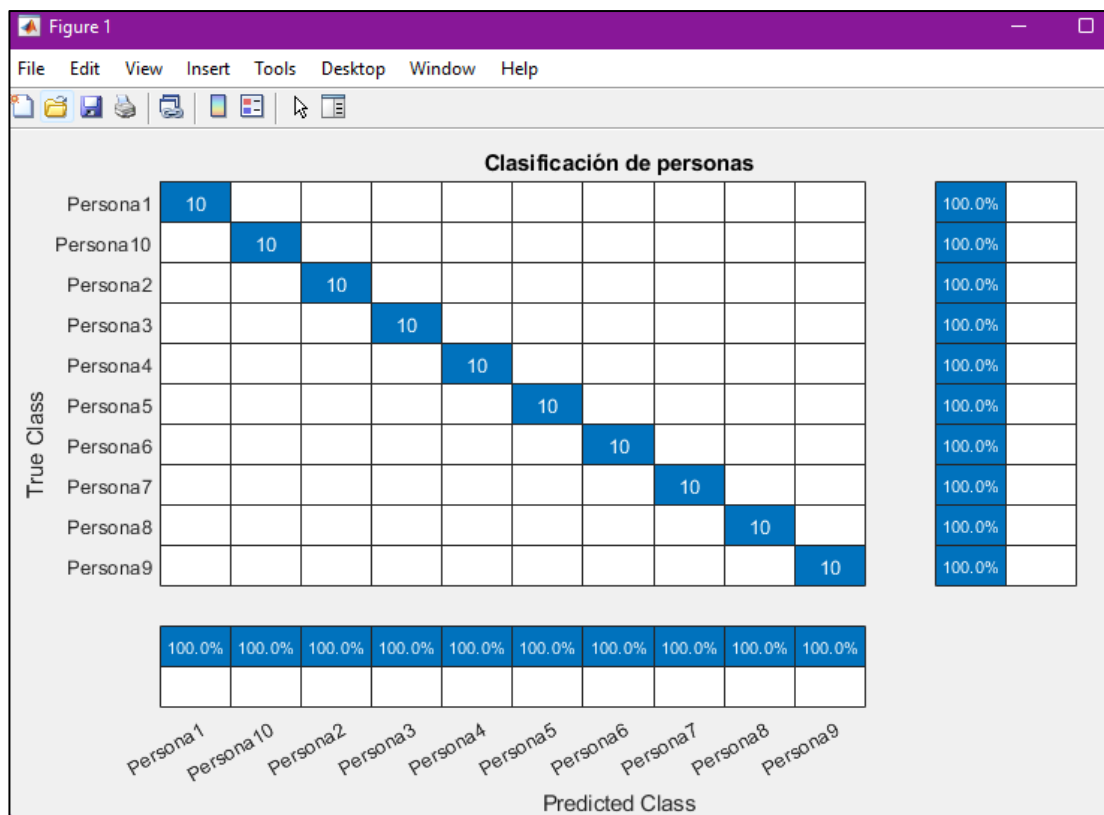 Figure 1
File Edit View Insert Tools Desktop Window Help
Clasificación de personas
True Class
Persona1 10 100.0%
Persona10 10 100.0%
Persona2 10 100.0%
Persona3 10 100.0%
Persona4 10 100.0%
Persona5 10 100.0%
Persona6 10 100.0%
Persona7 10 100.0%
Persona8 10 100.0%
Persona9 10 100.0%
100.0% 100.0% 100.0% 100.0% 100.0% 100.0% 100.0% 100.0% 100.0% 100.0%
Persona1 Persona10 Persona2 Persona3 Persona4 Persona5 Persona6 Persona7 Persona8 Persona9
Predicted Class